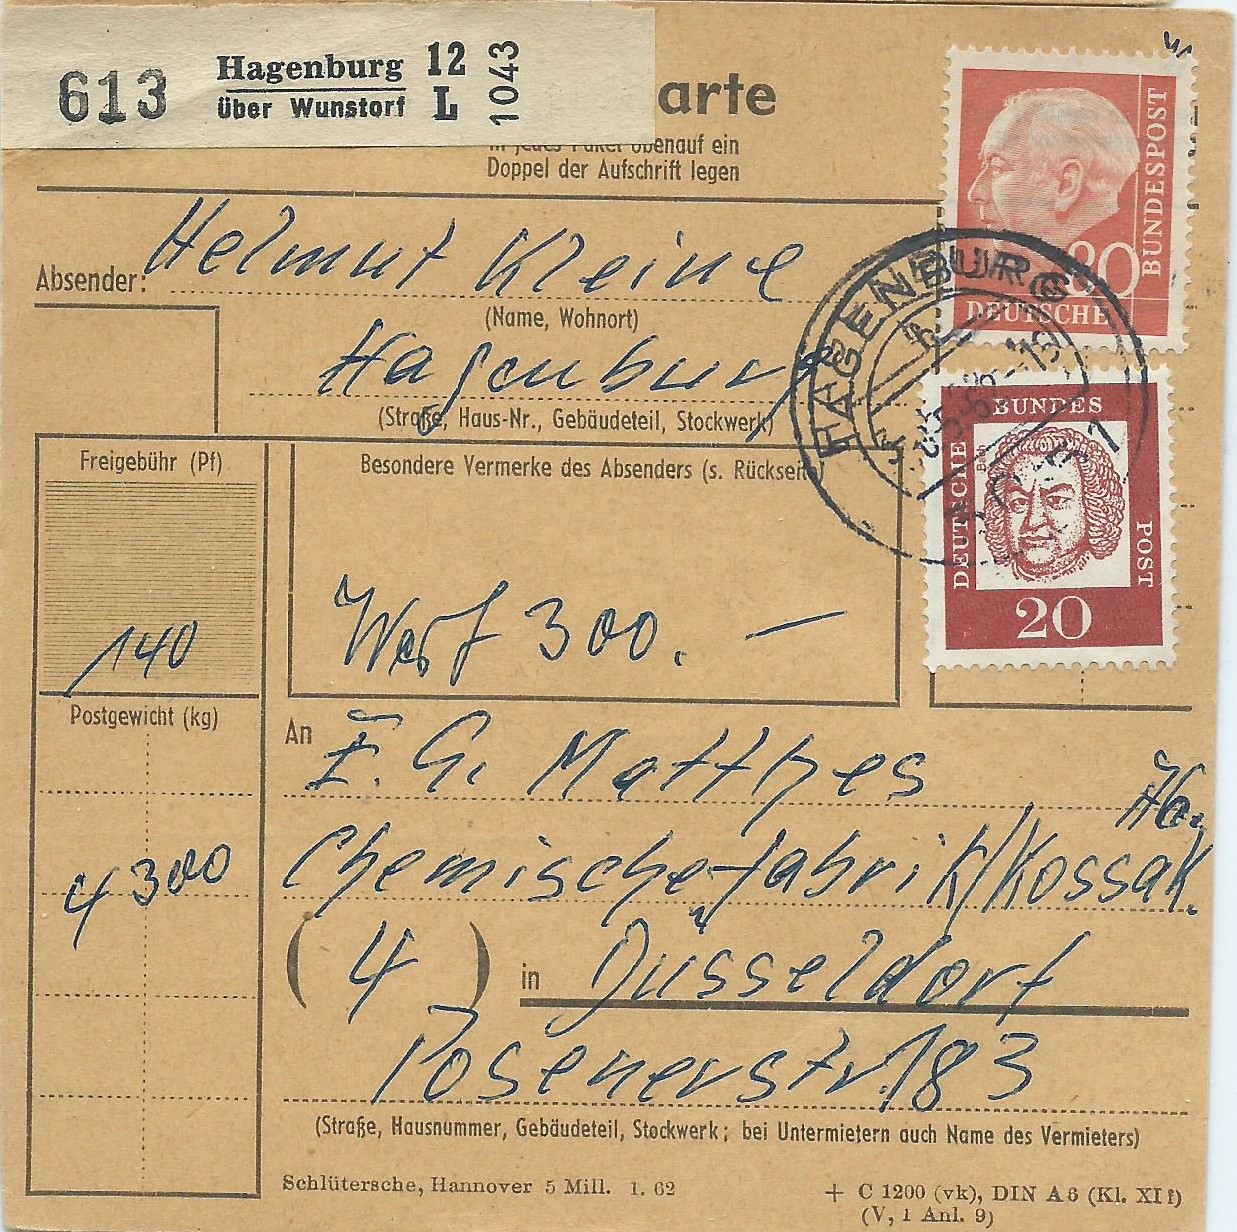 613 Hagenburg über Wunstorf 12 L 1043
arte
in jedes Paket obenauf ein
Doppel der Aufschrift legen
80
DEUTSCHE BUNDESPOST
Absender: Helmut Kleine
(Name, Wohnort)
Hagenburg
(Straße, Haus-Nr., Gebäudeteil, Stockwerk)
HAGENBURG
DEUTSCHE BUNDES POST
20
Freigebühr (Pf)
140
Besondere Vermerke des Absenders (s. Rückseite)
Wert 300. —
Postgewicht (kg)
4 300
An E. G. Matthes
Chemische-fabrik/Kossak.
(4) in Düsseldorf
Posenerstr. 183
(Straße, Hausnummer, Gebäudeteil, Stockwerk; bei Untermietern auch Name des Vermieters)
Schlütersche, Hannover 5 Mill. 1. 62
+ C 1200 (vk), DIN A 6 (Kl. XI f)
(V, 1 Anl. 9)